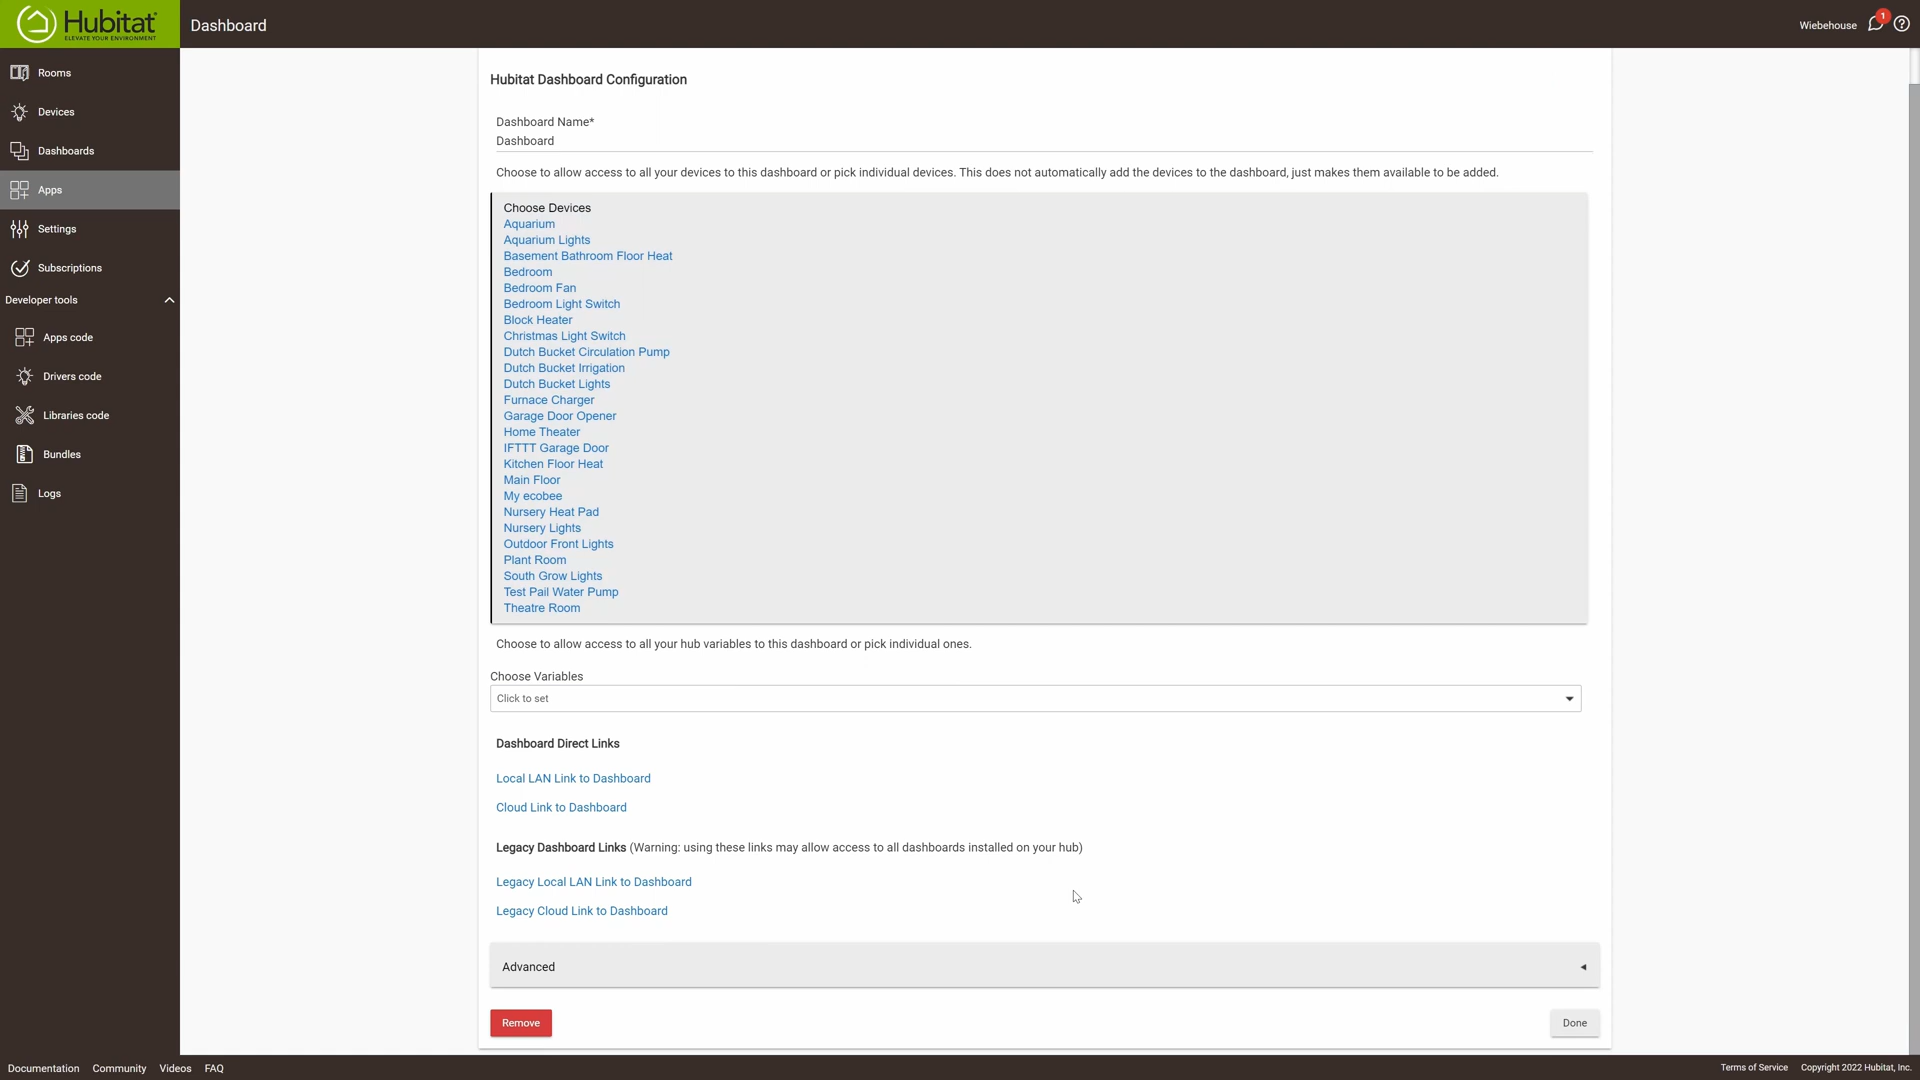 Hubitat
ELEVATE YOUR ENVIRONMENT
Dashboard
Wiebehouse
1
Rooms
Devices
Dashboards
Apps
Settings
Subscriptions
Developer tools
Apps code
Drivers code
Libraries code
Bundles
Logs
Hubitat Dashboard Configuration
Dashboard Name*
Dashboard
Choose to allow access to all your devices to this dashboard or pick individual devices. This does not automatically add the devices to the dashboard, just makes them available to be added.
Choose Devices
Aquarium
Aquarium Lights
Basement Bathroom Floor Heat
Bedroom
Bedroom Fan
Bedroom Light Switch
Block Heater
Christmas Light Switch
Dutch Bucket Circulation Pump
Dutch Bucket Irrigation
Dutch Bucket Lights
Furnace Charger
Garage Door Opener
Home Theater
IFTTT Garage Door
Kitchen Floor Heat
Main Floor
My ecobee
Nursery Heat Pad
Nursery Lights
Outdoor Front Lights
Plant Room
South Grow Lights
Test Pail Water Pump
Theatre Room
Choose to allow access to all your hub variables to this dashboard or pick individual ones.
Choose Variables
Click to set
Dashboard Direct Links
Local LAN Link to Dashboard
Cloud Link to Dashboard
Legacy Dashboard Links (Warning: using these links may allow access to all dashboards installed on your hub)
Legacy Local LAN Link to Dashboard
Legacy Cloud Link to Dashboard
Advanced
Remove
Done
Documentation Community Videos FAQ
Terms of Service Copyright 2022 Hubitat, Inc.